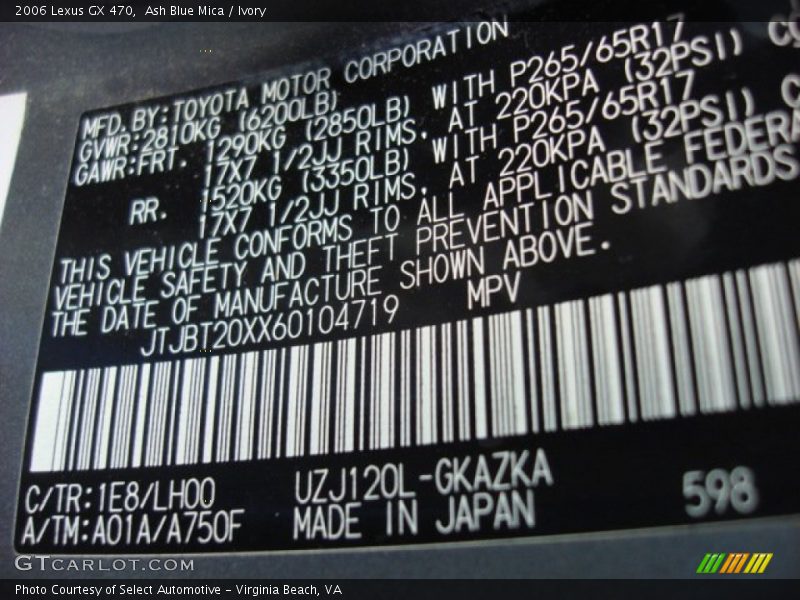 2006 Lexus GX 470, Ash Blue Mica / Ivory
MFD. BY: TOYOTA MOTOR CORPORATION
GVWR: 2810KG (6200LB)
GAWR: FRT. 1290KG (2850LB) WITH P265/65R17
17X7 1/2JJ RIMS, AT 220KPA (32PSI)
RR. 1520KG (3350LB) WITH P265/65R17
17X7 1/2JJ RIMS, AT 220KPA (32PSI)
THIS VEHICLE CONFORMS TO ALL APPLICABLE FEDERA
VEHICLE SAFETY AND THEFT PREVENTION STANDARDS
THE DATE OF MANUFACTURE SHOWN ABOVE.
JTJBT20XX60104719 MPV
C/TR: 1E8/LH00 UZJ120L-GKAZKA 598
A/TM: A01A/A750F MADE IN JAPAN
GTCARLOT.COM
Photo Courtesy of Select Automotive - Virginia Beach, VA